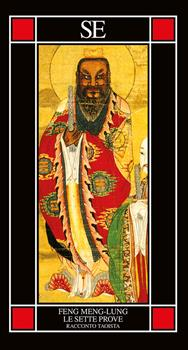 SE
FENG MENG-LUNG
LE SETTE PROVE
RACCONTO TAOISTA